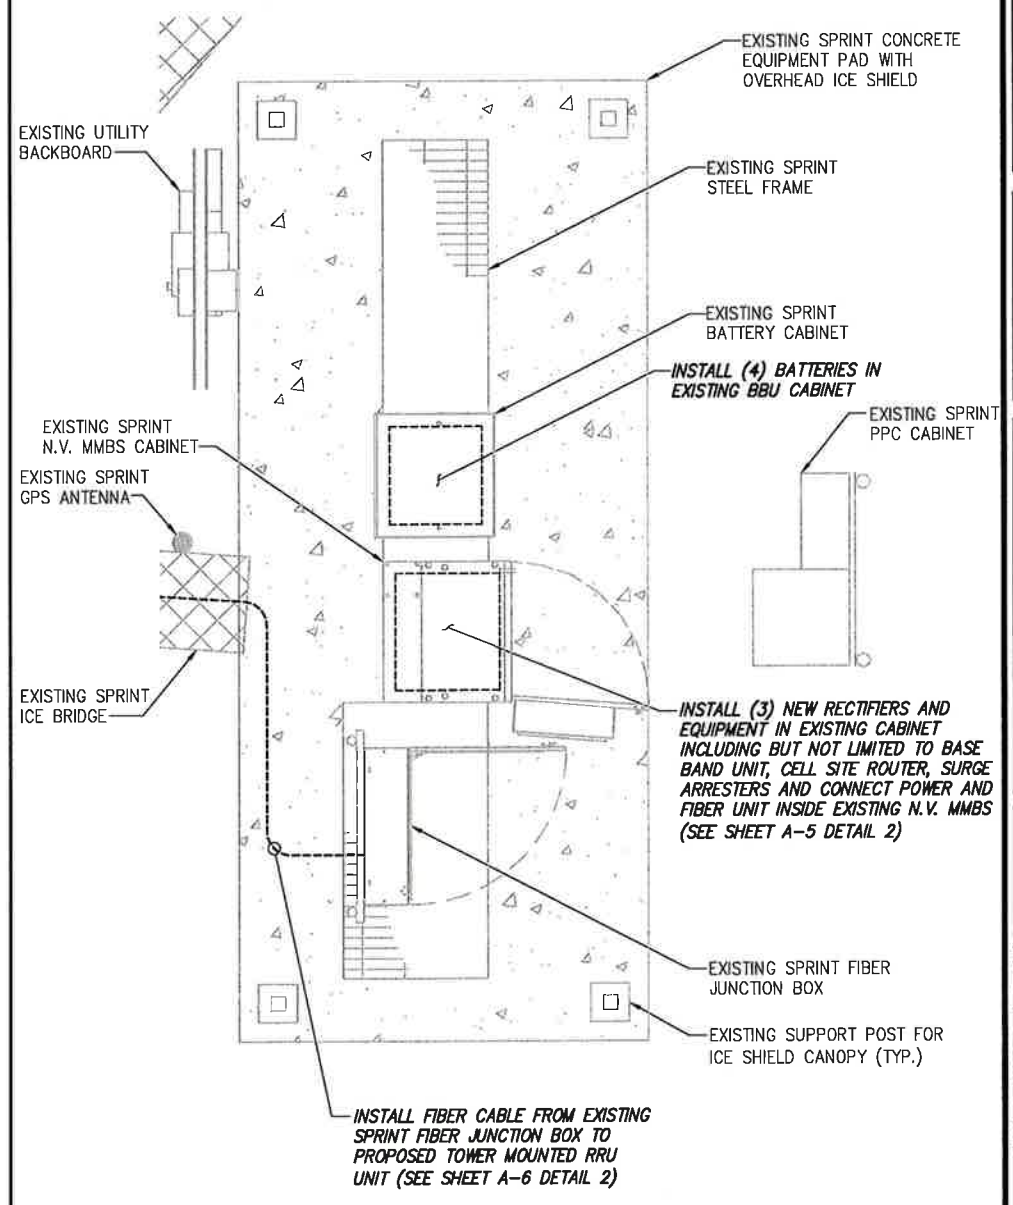 EXISTING SPRINT CONCRETE
EQUIPMENT PAD WITH
OVERHEAD ICE SHIELD
EXISTING UTILITY
BACKBOARD
EXISTING SPRINT
STEEL FRAME
EXISTING SPRINT
BATTERY CABINET
INSTALL (4) BATTERIES IN
EXISTING BBU CABINET
EXISTING SPRINT
PPC CABINET
EXISTING SPRINT
N.V. MMBS CABINET
EXISTING SPRINT
GPS ANTENNA
EXISTING SPRINT
ICE BRIDGE
INSTALL (3) NEW RECTIFIERS AND
EQUIPMENT IN EXISTING CABINET
INCLUDING BUT NOT LIMITED TO BASE
BAND UNIT, CELL SITE ROUTER, SURGE
ARRESTERS AND CONNECT POWER AND
FIBER UNIT INSIDE EXISTING N.V. MMBS
(SEE SHEET A-5 DETAIL 2)
EXISTING SPRINT FIBER
JUNCTION BOX
EXISTING SUPPORT POST FOR
ICE SHIELD CANOPY (TYP.)
INSTALL FIBER CABLE FROM EXISTING
SPRINT FIBER JUNCTION BOX TO
PROPOSED TOWER MOUNTED RRU
UNIT (SEE SHEET A-6 DETAIL 2)